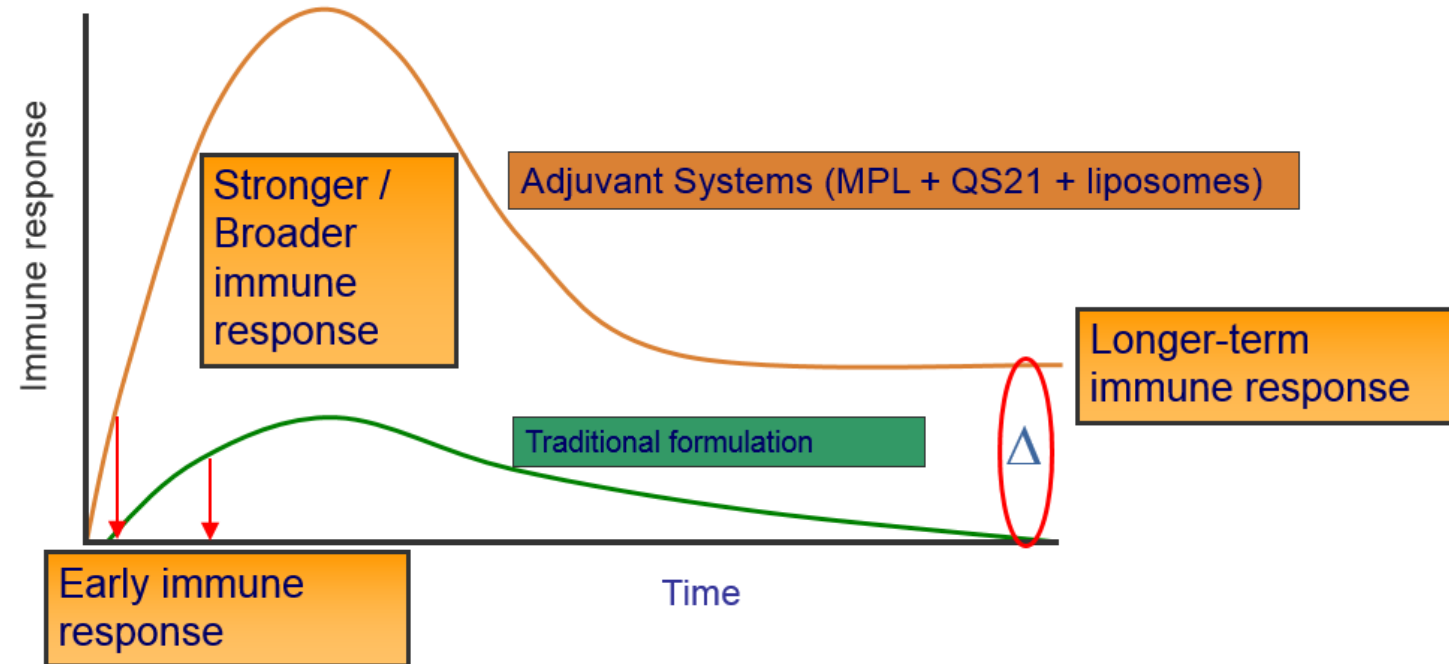 Immune response
Stronger /
Broader
immune
response
Adjuvant Systems (MPL + QS21 + liposomes)
Longer-term
immune response
Traditional formulation
Δ
Early immune
response
Time